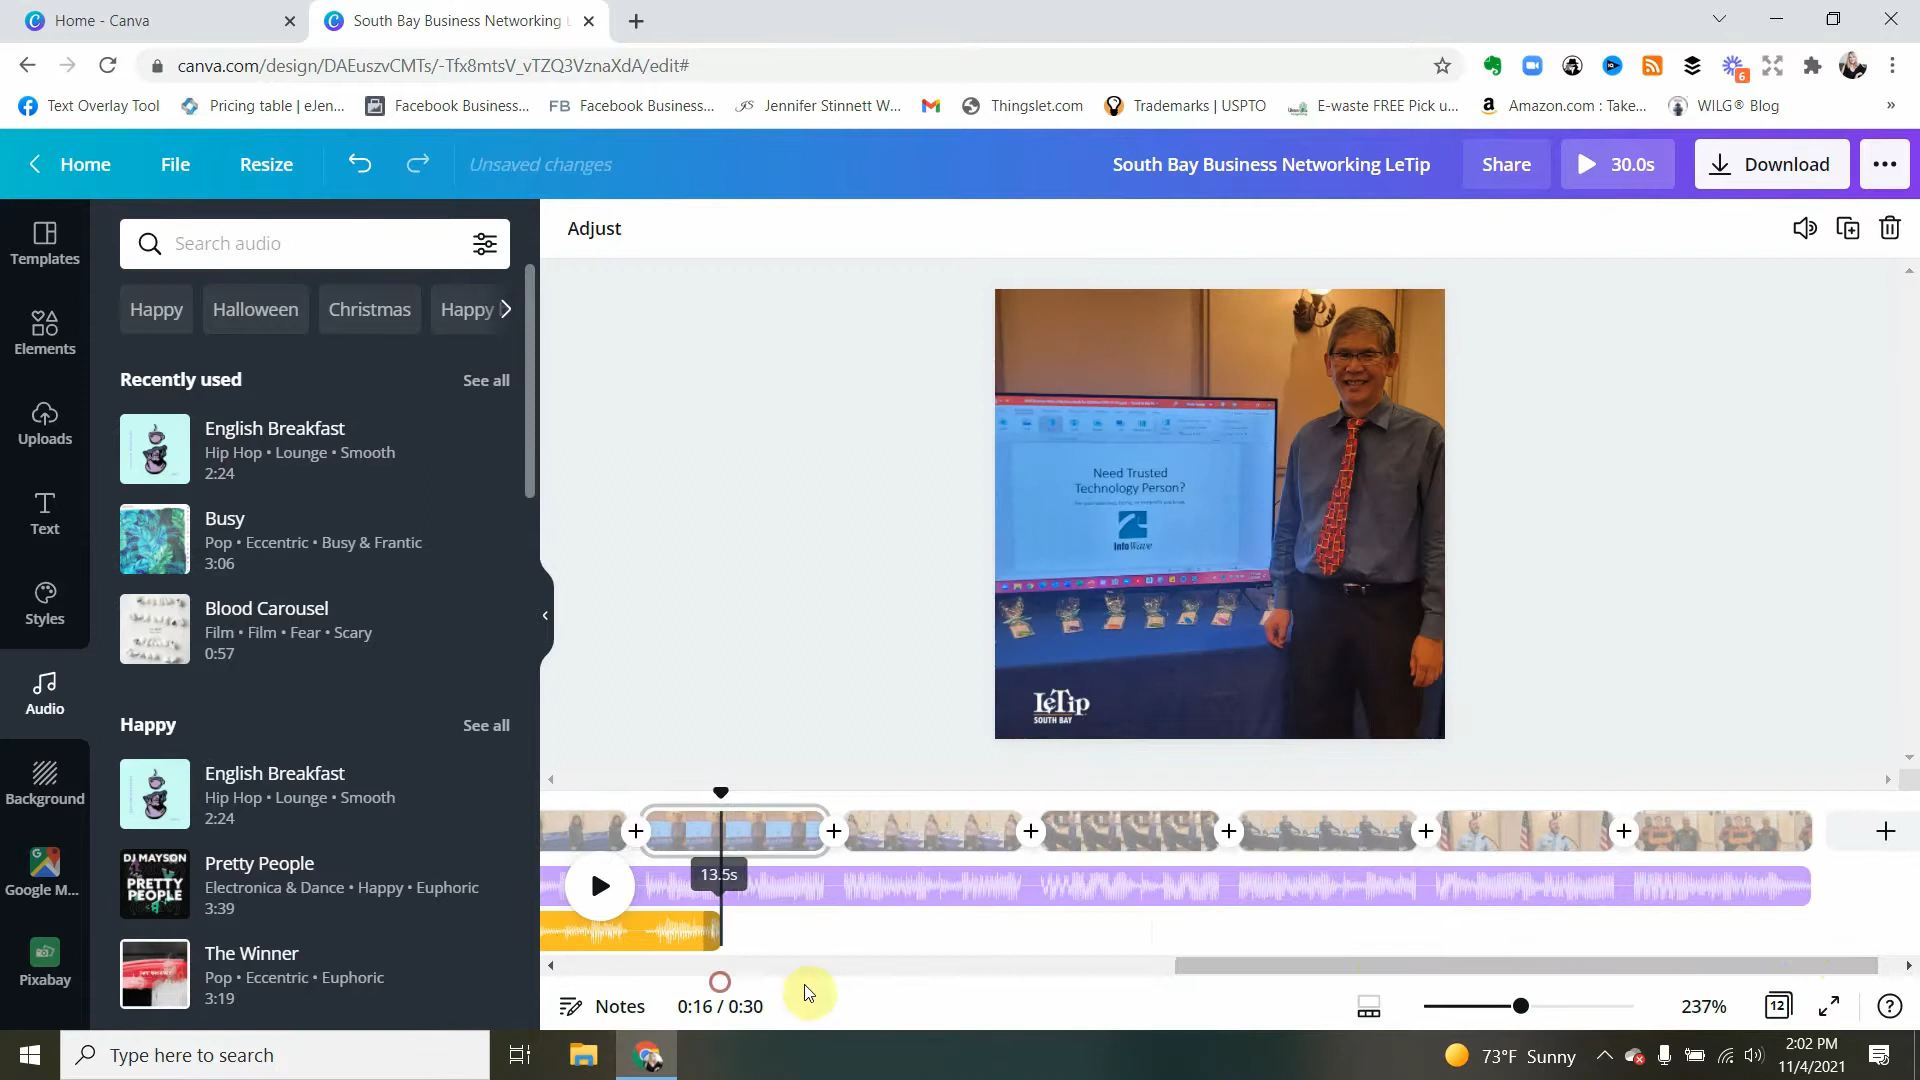 Home - Canva
South Bay Business Networking L
canva.com/design/DAEuszvCMTs/-Tfx8mtsV_vTZQ3VznaXdA/edit#
6
Text Overlay Tool
Pricing table | eJen...
Facebook Business...
FB Facebook Business...
JS Jennifer Stinnett W...
Thingslet.com
Trademarks | USPTO
E-waste FREE Pick u...
Amazon.com : Take...
WILG® Blog
Home
File
Resize
Unsaved changes
South Bay Business Networking LeTip
Share
30.0s
Download
Templates
Elements
Uploads
Text
Styles
Audio
Background
Google M...
Pixabay
Search audio
Happy
Halloween
Christmas
Happy
Recently used
See all
English Breakfast
Hip Hop • Lounge • Smooth
2:24
Busy
Pop • Eccentric • Busy & Frantic
3:06
Blood Carousel
Film • Film • Fear • Scary
0:57
Happy
See all
English Breakfast
Hip Hop • Lounge • Smooth
2:24
DJ MAYSON
PRETTY
PEOPLE
Pretty People
Electronica & Dance • Happy • Euphoric
3:39
The Winner
Pop • Eccentric • Euphoric
3:19
Adjust
Need Trusted
Technology Person?
InfoWave
LeTip
SOUTH BAY
13.5s
Notes
0:16 / 0:30
237%
12
Type here to search
73°F Sunny
2:02 PM
11/4/2021